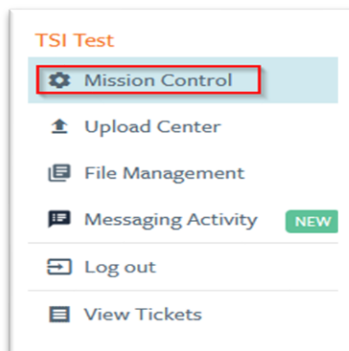 TSI Test
Mission Control
Upload Center
File Management
Messaging Activity NEW
Log out
View Tickets